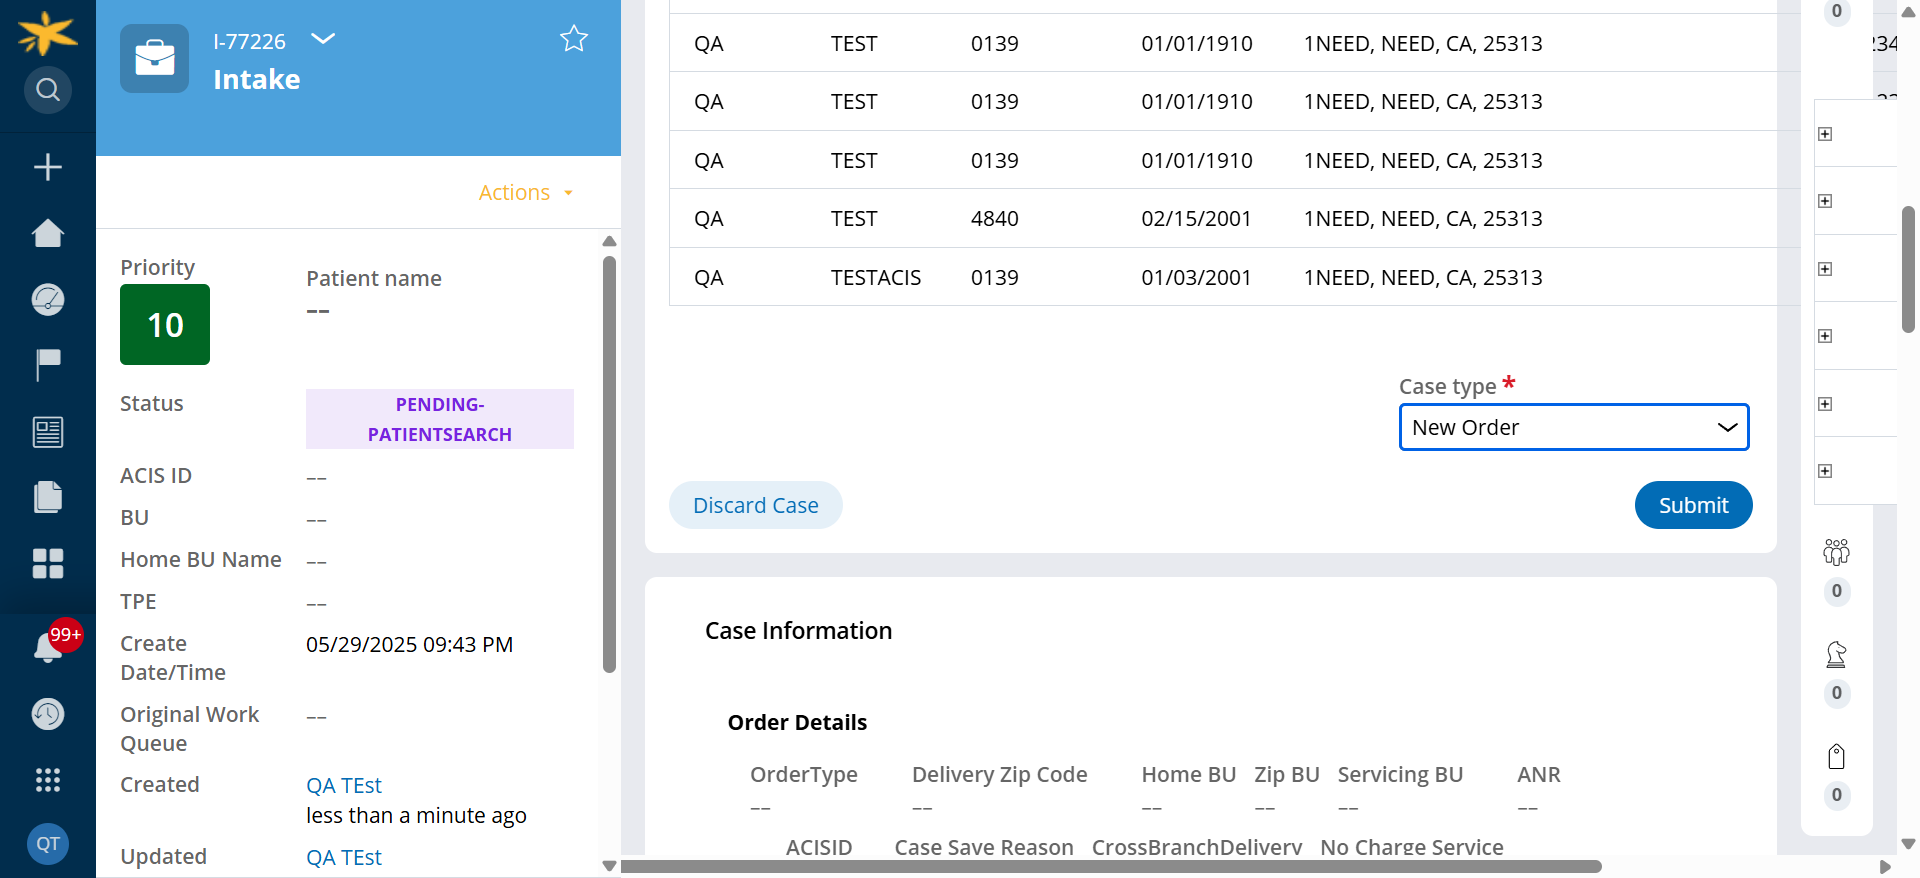 I-77226
Intake
Actions
Priority
10
Patient name
––
Status
PENDING-
PATIENTSEARCH
ACIS ID ––
BU ––
Home BU Name ––
TPE ––
Create
Date/Time
05/29/2025 09:43 PM
Original Work
Queue
––
Created
QA TEst
less than a minute ago
Updated
QA TEst
99+
QT
QA TEST 0139 01/01/1910 1NEED, NEED, CA, 25313
QA TEST 0139 01/01/1910 1NEED, NEED, CA, 25313
QA TEST 0139 01/01/1910 1NEED, NEED, CA, 25313
QA TEST 4840 02/15/2001 1NEED, NEED, CA, 25313
QA TESTACIS 0139 01/03/2001 1NEED, NEED, CA, 25313
Case type *
New Order
Discard Case
Submit
Case Information
Order Details
OrderType Delivery Zip Code Home BU Zip BU Servicing BU ANR
–– –– –– –– –– ––
ACISID Case Save Reason CrossBranchDelivery No Charge Service
0
234
0
0
0